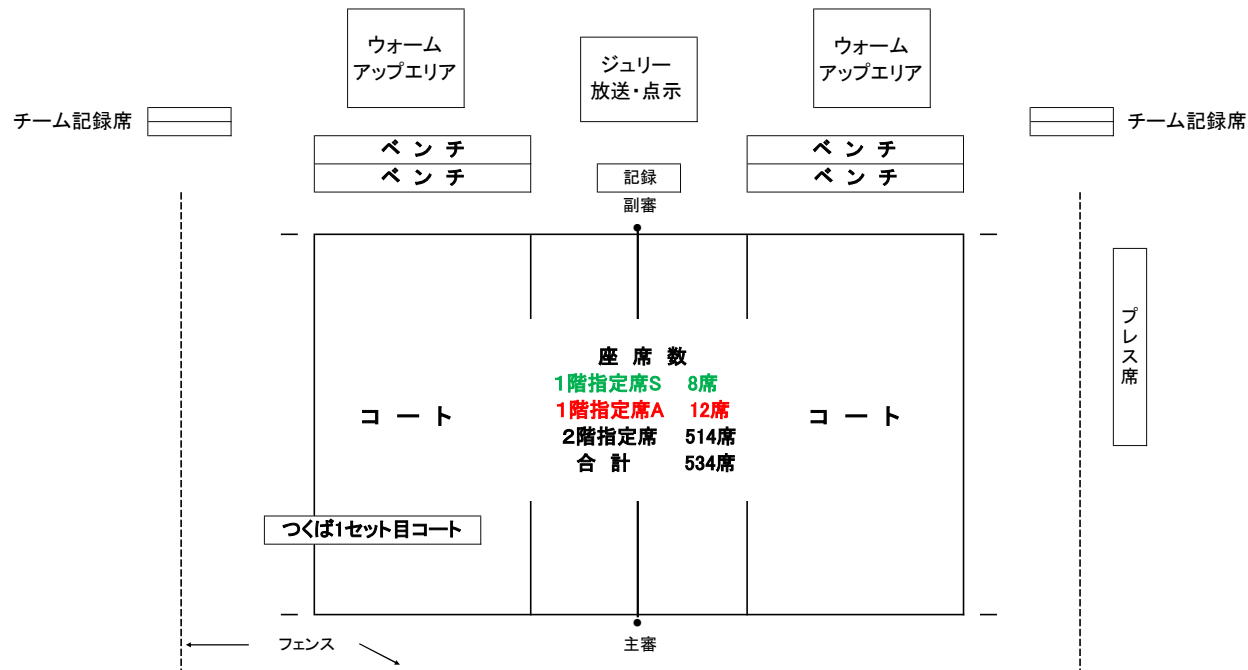 ウォーム
アップエリア
ジュリー
放送・点示
ウォーム
アップエリア
チーム記録席
チーム記録席
ベ ン チ
ベ ン チ
記録
副審
ベ ン チ
ベ ン チ
プレス席
座 席 数
1階指定席S 8席
1階指定席A 12席
2階指定席 514席
合 計 534席
コ ー ト
コ ー ト
つくば1セット目コート
フェンス
主審